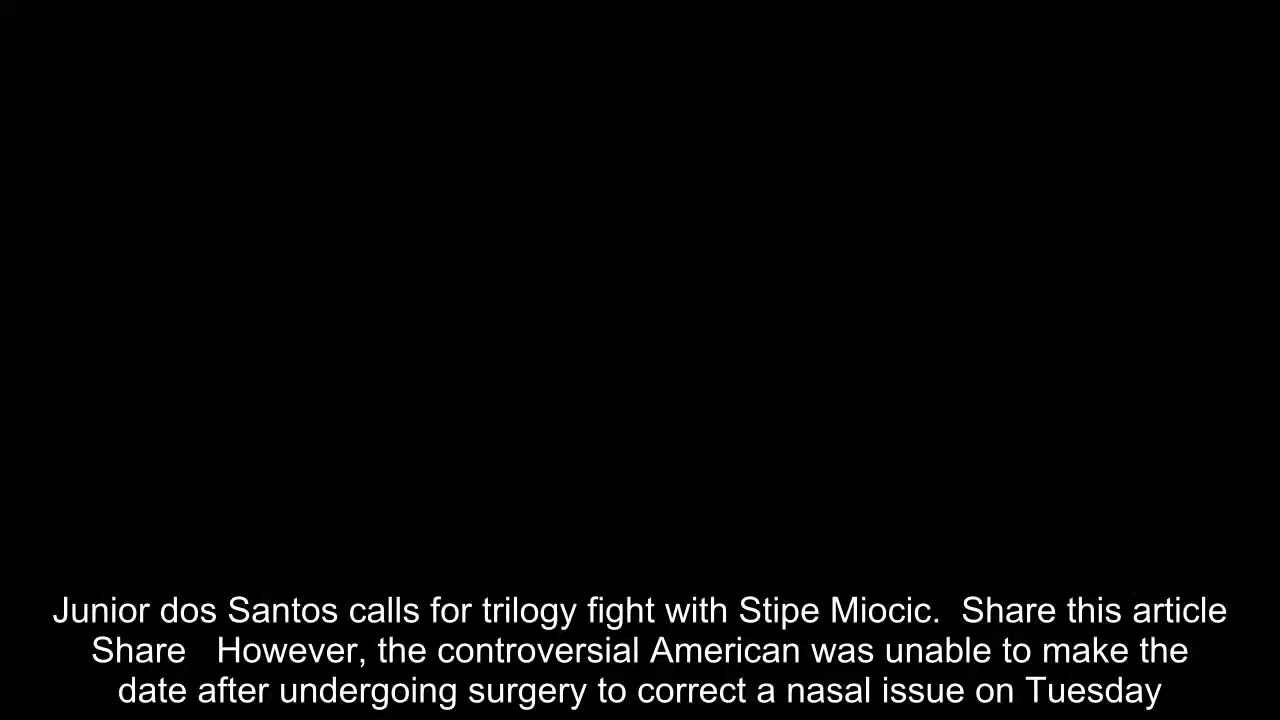 Junior dos Santos calls for trilogy fight with Stipe Miocic.  Share this article
Share   However, the controversial American was unable to make the
date after undergoing surgery to correct a nasal issue on Tuesday